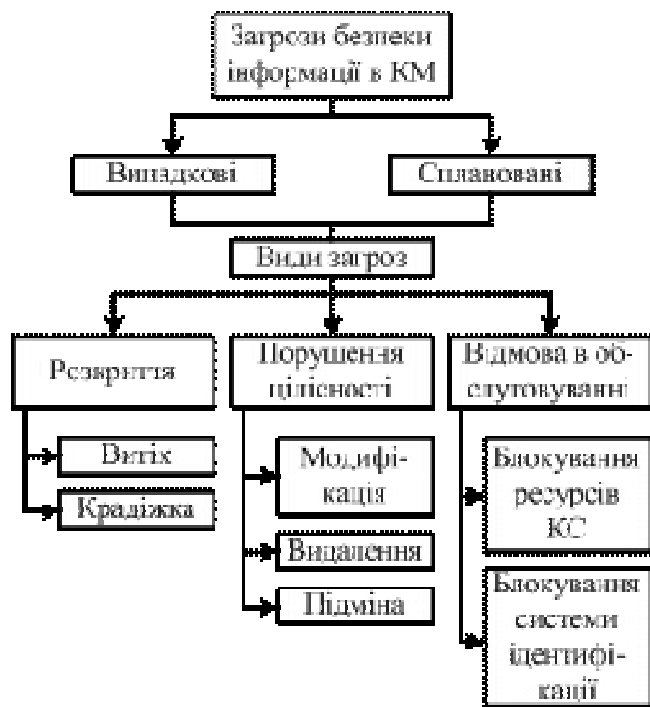 Загрози безпеки
інформації в КМ
Випадкові
Сплановані
Види загроз
Розкриття
Порушення
цілісності
Відмова в об-
слуговуванні
Витік
Крадіжка
Модифі-
кація
Видалення
Підміна
Блокування
ресурсів
КС
Блокування
системи
ідентифі-
кації